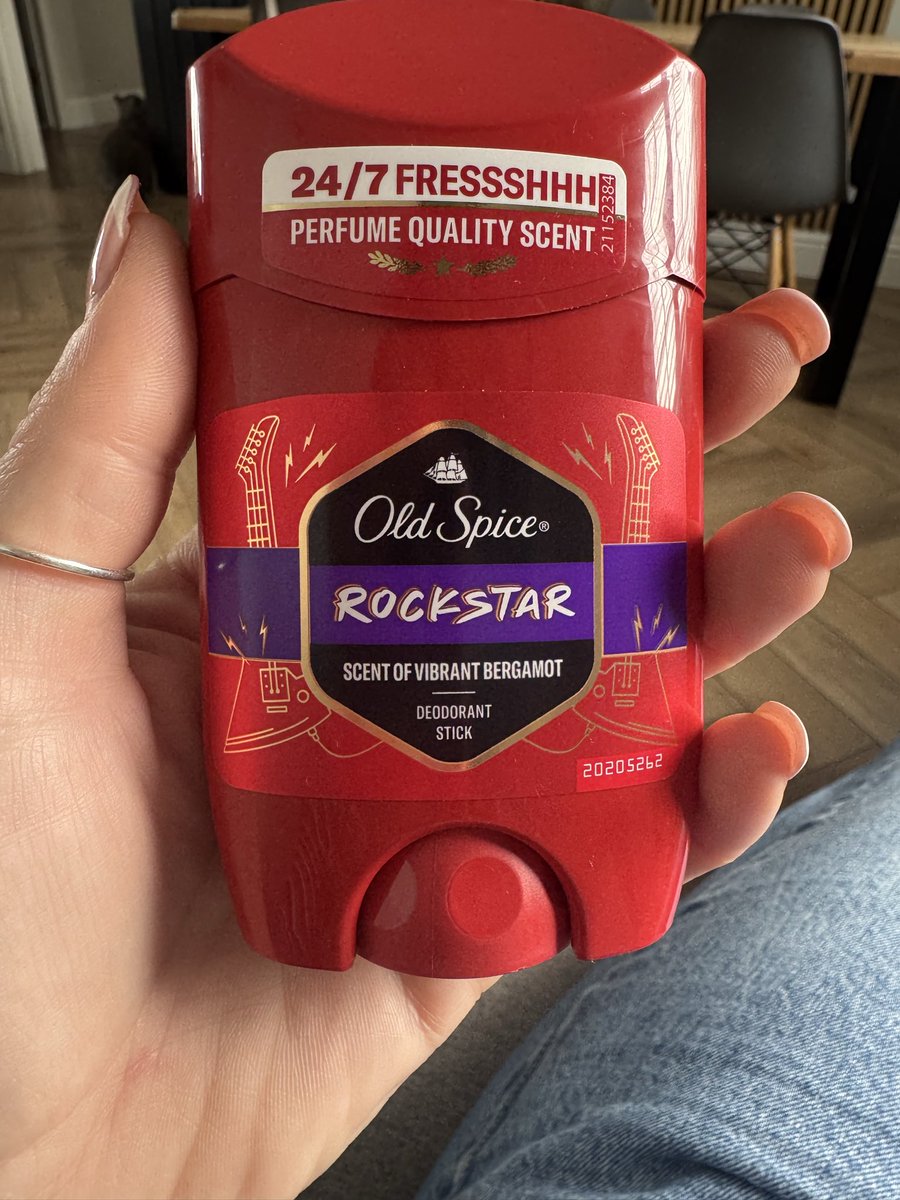 24/7 FRESSSHHH
21152384
PERFUME QUALITY SCENT
Old Spice®
ROCKSTAR
SCENT OF VIBRANT BERGAMOT
DEODORANT
STICK
20205262